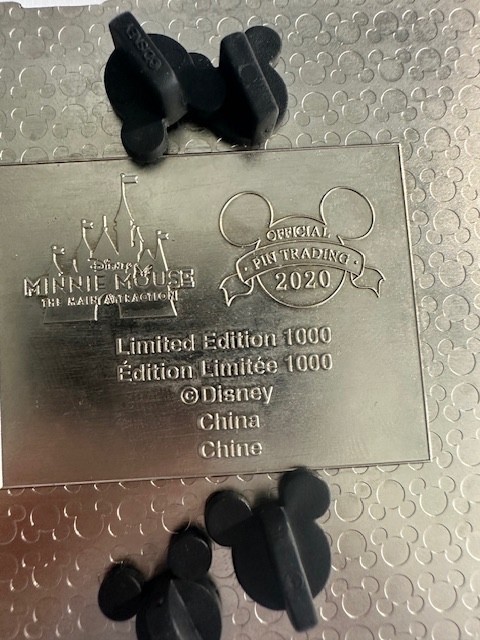 Disney
MINNIE MOUSE
THE MAIN ATTRACTION
OFFICIAL
• PIN TRADING •
2020
Limited Edition 1000
Édition Limitée 1000
©Disney
China
Chine